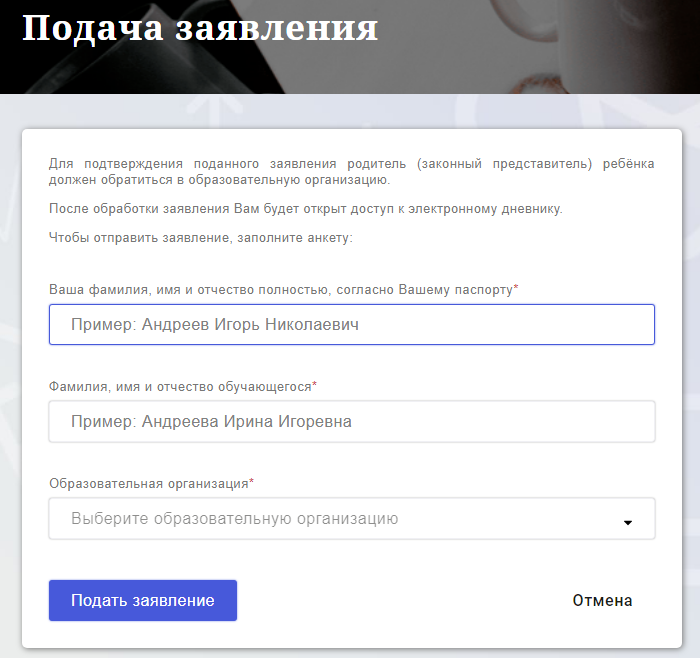 Подача заявления
Для подтверждения поданного заявления родитель (законный представитель) ребёнка
должен обратиться в образовательную организацию.
После обработки заявления Вам будет открыт доступ к электронному дневнику.
Чтобы отправить заявление, заполните анкету:
Ваша фамилия, имя и отчество полностью, согласно Вашему паспорту*
Пример: Андреев Игорь Николаевич
Фамилия, имя и отчество обучающегося*
Пример: Андреева Ирина Игоревна
Образовательная организация*
Выберите образовательную организацию
Подать заявление
Отмена